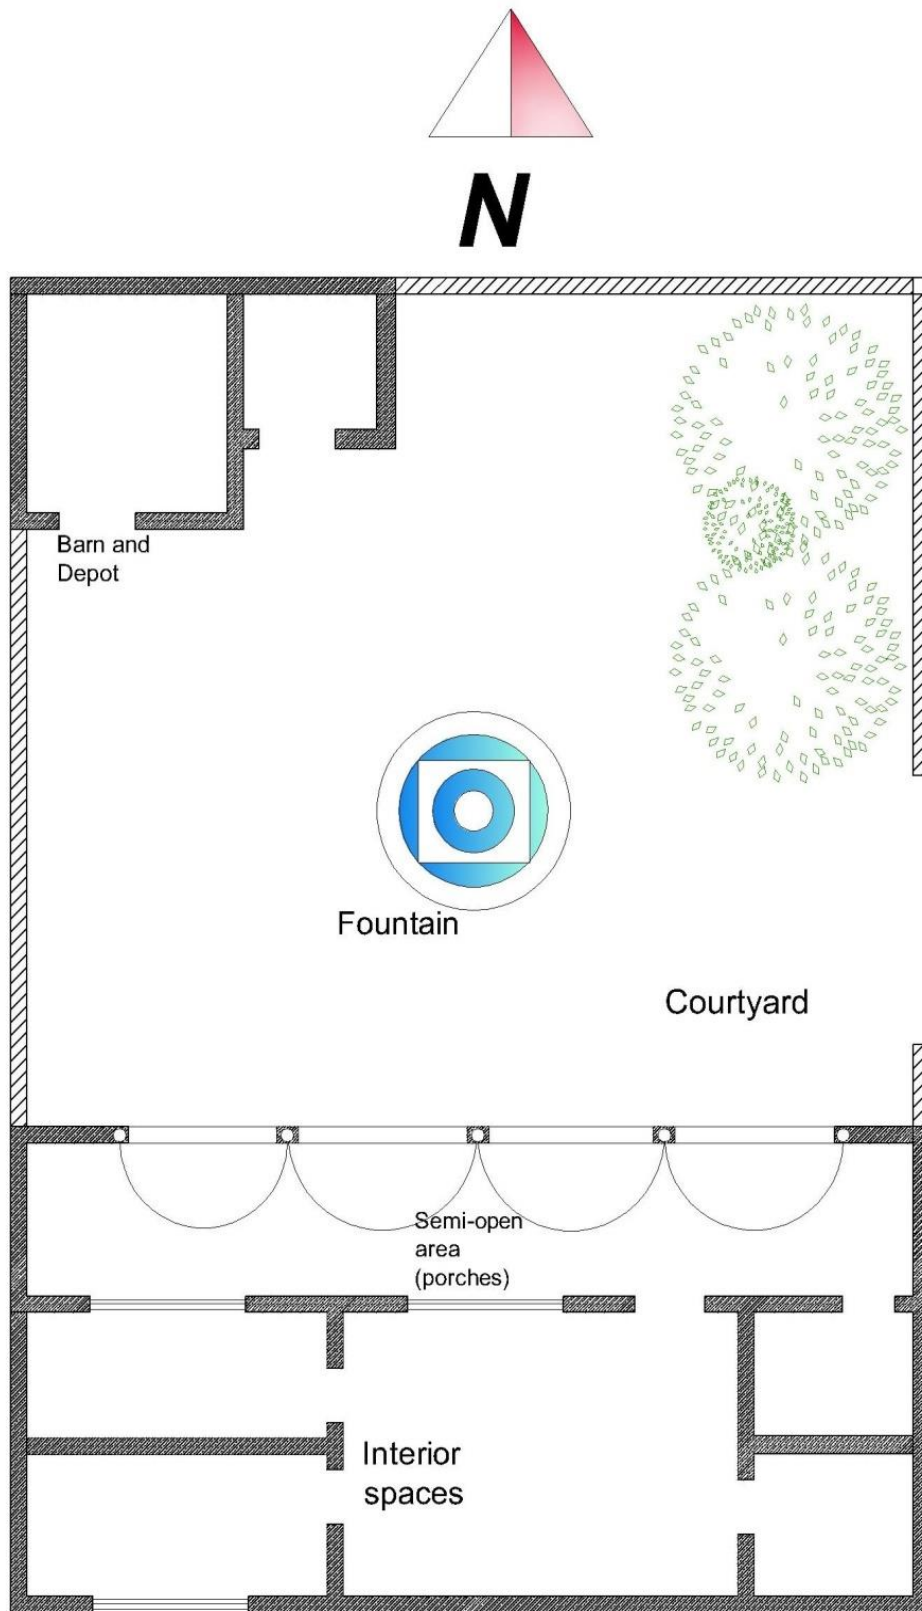 N
Barn and
Depot
Fountain
Courtyard
Semi-open
area
(porches)
Interior
spaces